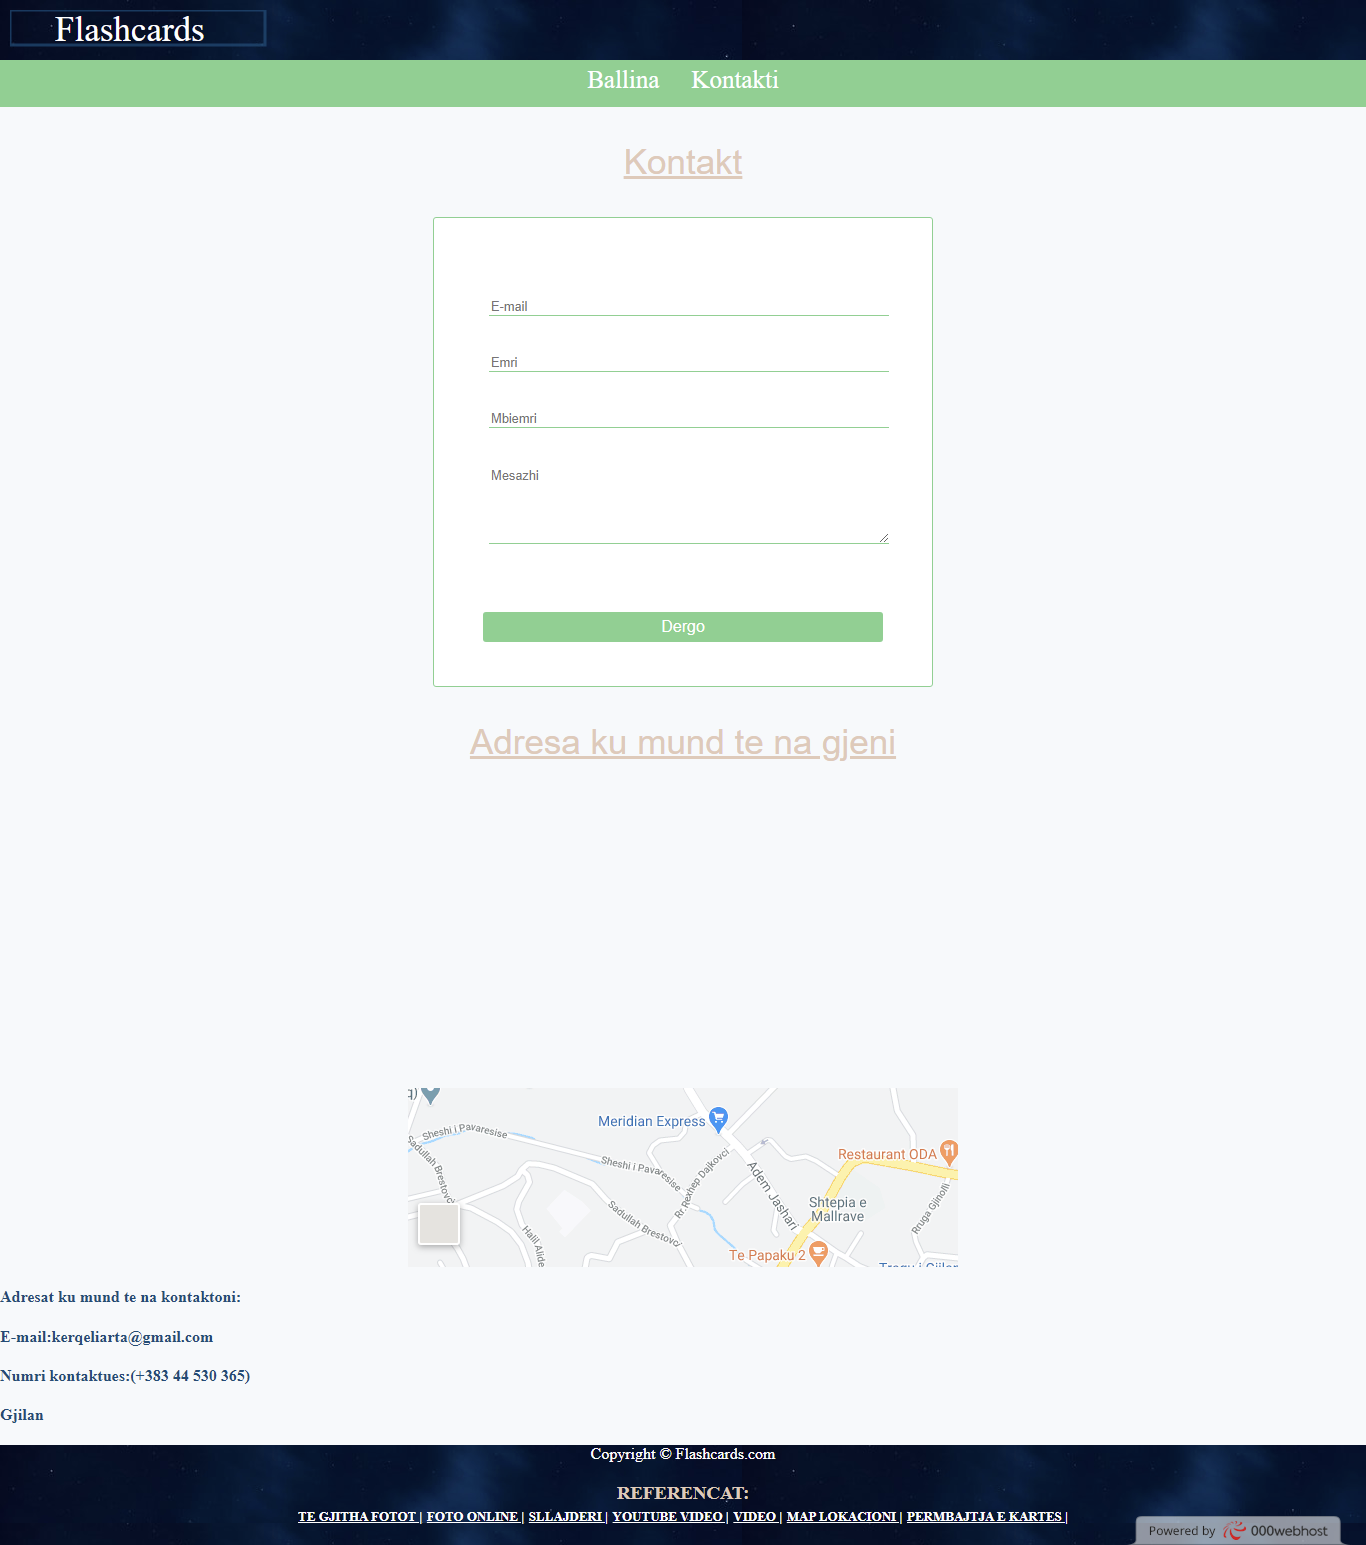 Flashcards
Ballina Kontakti
Kontakt
E-mail
Emri
Mbiemri
Mesazhi
Dergo
Adresa ku mund te na gjeni
q)
Meridian Express
Sheshi i Pavaresise
Sadullah Brestovci
Sheshi i Pavaresise
Rr. Rexhep Dajkovci
Adem Jashari
Restaurant ODA
Shtepia e
Mallrave
Rruga Gjinolli
Sadullah Brestovci
Halil Alide
Te Papaku 2
Adresat ku mund te na kontaktoni:
E-mail:kerqeliarta@gmail.com
Numri kontaktues:(+383 44 530 365)
Gjilan
Copyright © Flashcards.com
REFERENCAT:
TE GJITHA FOTOT | FOTO ONLINE | SLLAJDERI | YOUTUBE VIDEO | VIDEO | MAP LOKACIONI | PERMBAJTJA E KARTES |
Powered by 000webhost